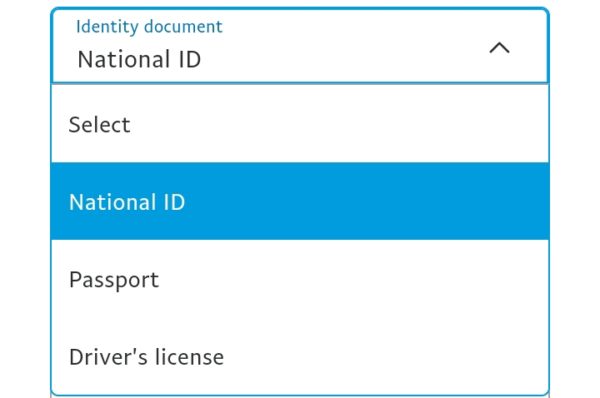 Identity document
National ID
Select
National ID
Passport
Driver's license